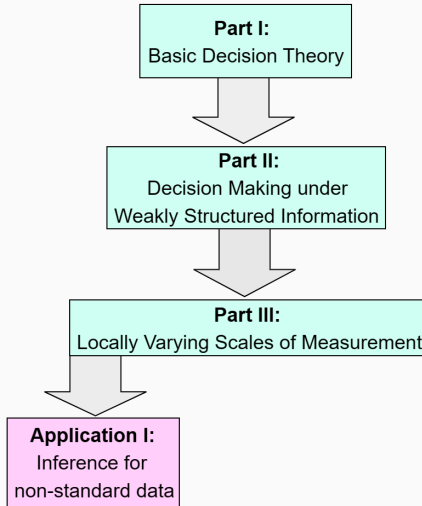 Part I:
Basic Decision Theory
Part II:
Decision Making under
Weakly Structured Information
Part III:
Locally Varying Scales of Measurement
Application I:
Inference for
non-standard data